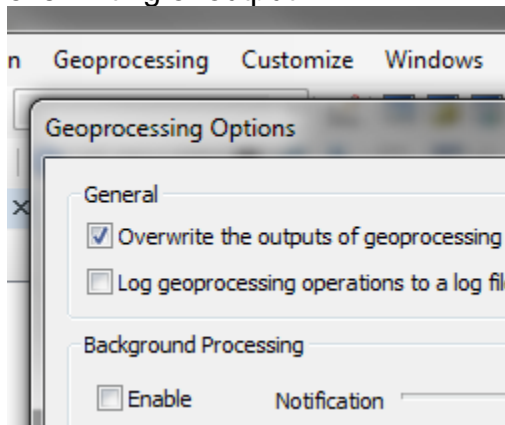 n Geoprocessing Customize Windows
Geoprocessing Options
General
Overwrite the outputs of geoprocessing
Log geoprocessing operations to a log fil
Background Processing
Enable Notification